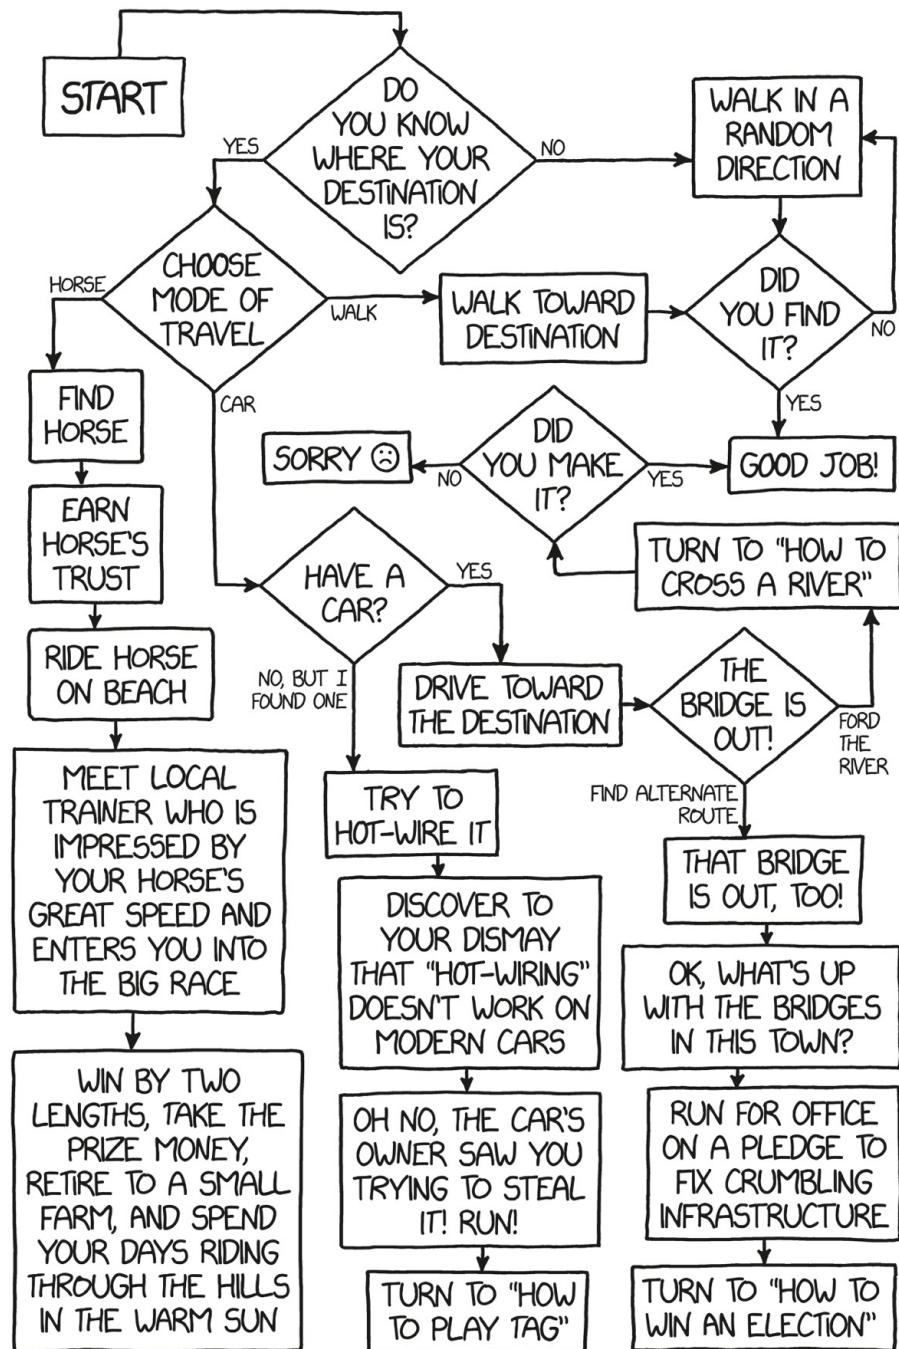 START
DO
YOU KNOW
WHERE YOUR
DESTINATION
IS?
YES
NO
WALK IN A
RANDOM
DIRECTION
CHOOSE
MODE OF
TRAVEL
HORSE
WALK
CAR
WALK TOWARD
DESTINATION
DID
YOU FIND
IT?
NO
YES
FIND
HORSE
SORRY ☹
NO
DID
YOU MAKE
IT?
YES
GOOD JOB!
EARN
HORSE'S
TRUST
HAVE A
CAR?
YES
NO, BUT I
FOUND ONE
TURN TO "HOW TO
CROSS A RIVER"
RIDE HORSE
ON BEACH
DRIVE TOWARD
THE DESTINATION
THE
BRIDGE IS
OUT!
FORD
THE
RIVER
FIND ALTERNATE
ROUTE
MEET LOCAL
TRAINER WHO IS
IMPRESSED BY
YOUR HORSE'S
GREAT SPEED AND
ENTERS YOU INTO
THE BIG RACE
TRY TO
HOT-WIRE IT
THAT BRIDGE
IS OUT, TOO!
DISCOVER TO
YOUR DISMAY
THAT "HOT-WIRING"
DOESN'T WORK ON
MODERN CARS
OK, WHAT'S UP
WITH THE BRIDGES
IN THIS TOWN?
WIN BY TWO
LENGTHS, TAKE THE
PRIZE MONEY,
RETIRE TO A SMALL
FARM, AND SPEND
YOUR DAYS RIDING
THROUGH THE HILLS
IN THE WARM SUN
OH NO, THE CAR'S
OWNER SAW YOU
TRYING TO STEAL
IT! RUN!
RUN FOR OFFICE
ON A PLEDGE TO
FIX CRUMBLING
INFRASTRUCTURE
TURN TO "HOW
TO PLAY TAG"
TURN TO "HOW TO
WIN AN ELECTION"